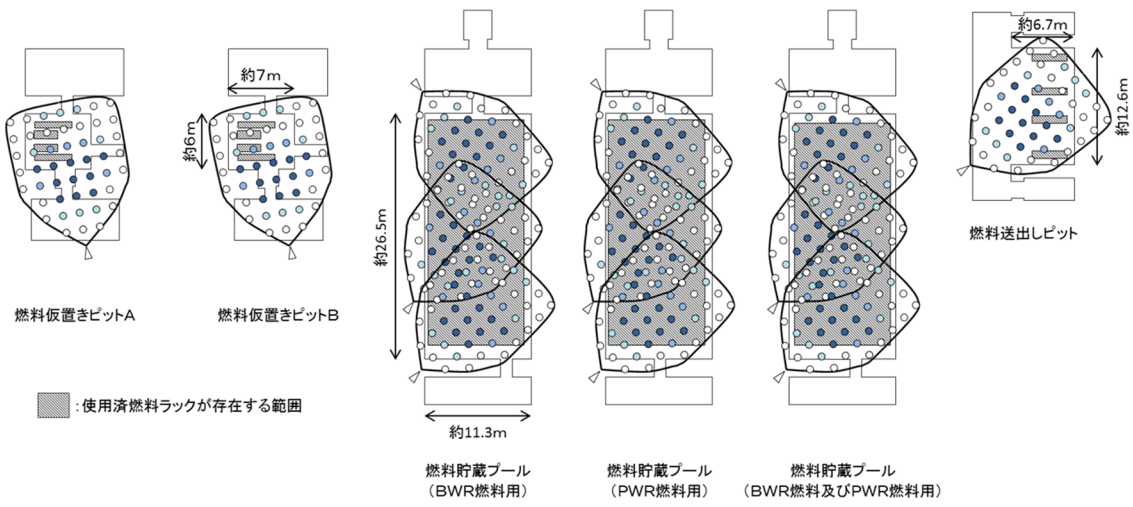 約7m
約6m
燃料仮置きピットA
燃料仮置きピットB
:使用済燃料ラックが存在する範囲
約26.5m
約11.3m
燃料貯蔵プール
(BWR燃料用)
燃料貯蔵プール
(PWR燃料用)
燃料貯蔵プール
(BWR燃料及びPWR燃料用)
約6.7m
約12.6m
燃料送出しピット